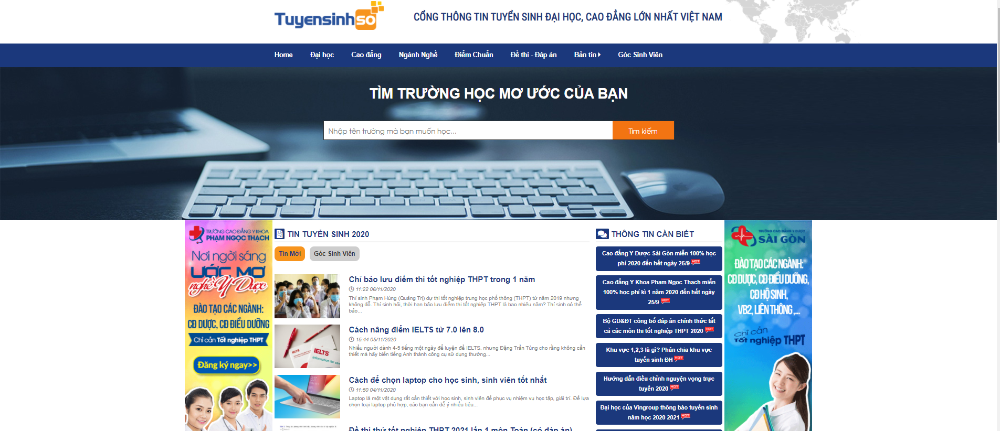 Tuyensinhso
CỔNG THÔNG TIN TUYỂN SINH ĐẠI HỌC, CAO ĐẲNG LỚN NHẤT VIỆT NAM
Home Đại học Cao đẳng Ngành Nghề Điểm Chuẩn Đề thi - Đáp án Bản tin Góc Sinh Viên
TÌM TRƯỜNG HỌC MƠ ƯỚC CỦA BẠN
Nhập tên trường mà bạn muốn học...
Tìm kiếm
TRƯỜNG CAO ĐẲNG Y KHOA
PHẠM NGỌC THẠCH
Nơi ngời sáng
ƯỚC MƠ
nghề Y Dược
ĐÀO TẠO CÁC NGÀNH:
CĐ DƯỢC, CĐ ĐIỀU DƯỠNG
Chỉ cần Tốt nghiệp THPT
Đăng ký ngay>>
TIN TUYỂN SINH 2020
Tin Mới
Góc Sinh Viên
Chỉ bảo lưu điểm thi tốt nghiệp THPT trong 1 năm
11:22 06/11/2020
Thí sinh Phạm Hùng (Quảng Trị) dự thi tốt nghiệp trung học phổ thông (THPT) từ năm 2019 nhưng
không đỗ. Thí sinh hỏi, thời hạn bảo lưu điểm thi tốt nghiệp THPT là bao nhiêu năm? Thí sinh có thể
bảo...
IELTS
IELTS
Information for
Cách nâng điểm IELTS từ 7.0 lên 8.0
15:44 05/11/2020
Nhiều người dành 4-5 tiếng một ngày để luyện đề IELTS, nhưng Đặng Trần Tùng cho rằng không cần
thiết mà hãy biến tiếng Anh thành công cụ sử dụng thường...
Cách để chọn laptop cho học sinh, sinh viên tốt nhất
11:50 04/11/2020
Laptop là một vật dụng rất cần thiết với học sinh, sinh viên để phục vụ nhiệm vụ học tập, giải trí. Để lựa
chọn loại laptop phù hợp, các bạn cần để ý nhiều tiêu...
Đề thi thử tốt nghiệp THPT 2021 lần 1 môn Toán (có đáp án)
THÔNG TIN CẦN BIẾT
Cao đẳng Y Dược Sài Gòn miễn 100% học
phí 2020 đến hết ngày 25/9 HOT
Cao đẳng Y Khoa Phạm Ngọc Thạch miễn
100% học phí kì 1 năm 2020 đến hết ngày
25/9 HOT
Bộ GD&ĐT công bố đáp án chính thức tất
cả các môn thi tốt nghiệp THPT 2020 HOT
Khu vực 1,2,3 là gì? Phân chia khu vực
tuyển sinh ĐH HOT
Hướng dẫn điều chỉnh nguyện vọng trực
tuyến 2020 HOT
Đại học của Vingroup thông báo tuyển sinh
năm học 2020 2021 HOT
TRƯỜNG CAO ĐẲNG Y DƯỢC
SÀI GÒN
ĐÀO TẠO CÁC NGÀNH:
CĐ DƯỢC, CĐ ĐIỀU DƯỠNG,
CĐ HỘ SINH,
VB2, LIÊN THÔNG,...
Chỉ cần
Tốt nghiệp THPT